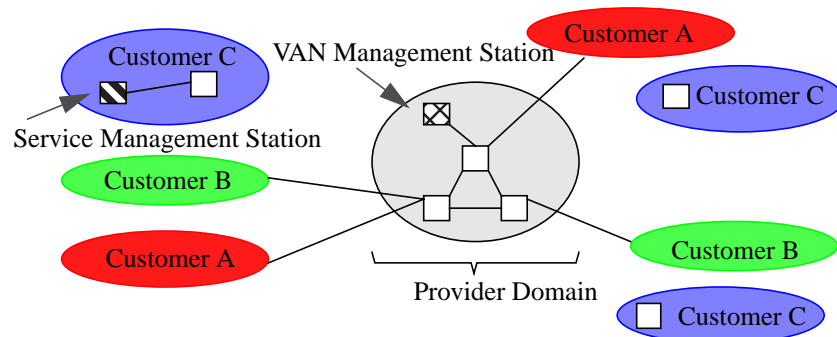 Customer A
VAN Management Station
Customer C
Customer C
Service Management Station
Customer B
Customer A
Customer B
Provider Domain
Customer C